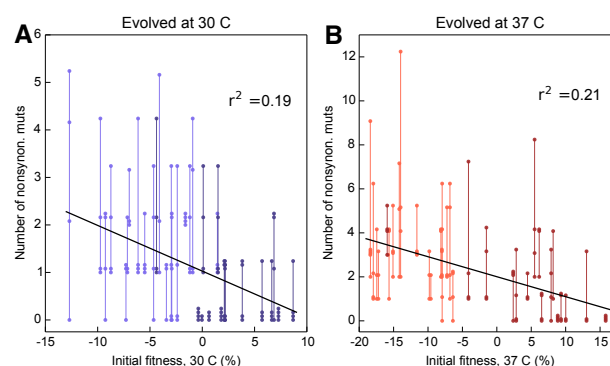 A
Evolved at 30 C
Number of nonsynon. muts
6
5
4
3
2
1
0
r² =0.19
-15
-10
-5
0
5
10
Initial fitness, 30 C (%)
B
Evolved at 37 C
Number of nonsynon. muts
12
10
8
6
4
2
0
r² =0.21
-20
-15
-10
-5
0
5
10
15
Initial fitness, 37 C (%)